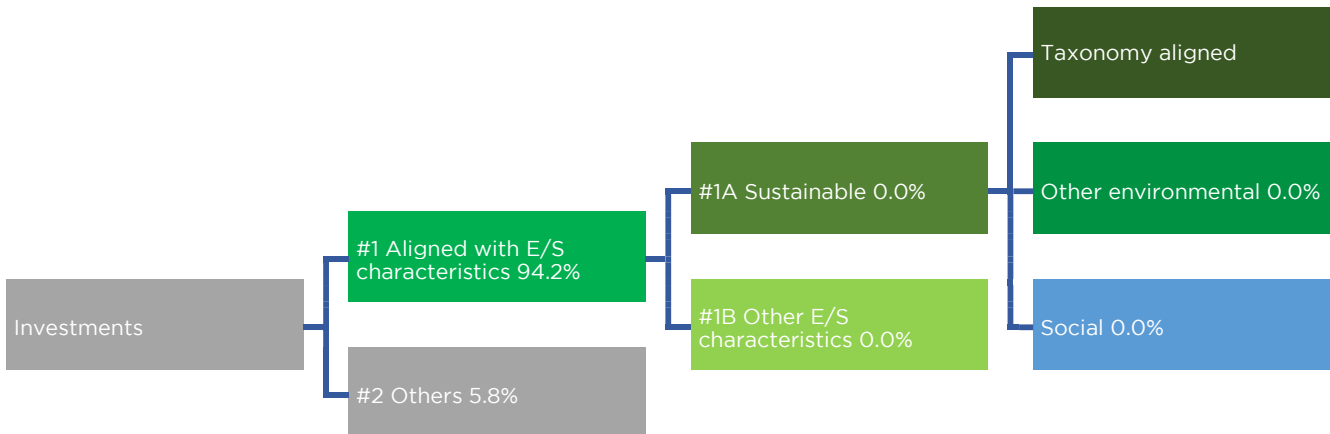 Investments
#1 Aligned with E/S
characteristics 94.2%
#2 Others 5.8%
#1A Sustainable 0.0%
#1B Other E/S
characteristics 0.0%
Taxonomy aligned
Other environmental 0.0%
Social 0.0%